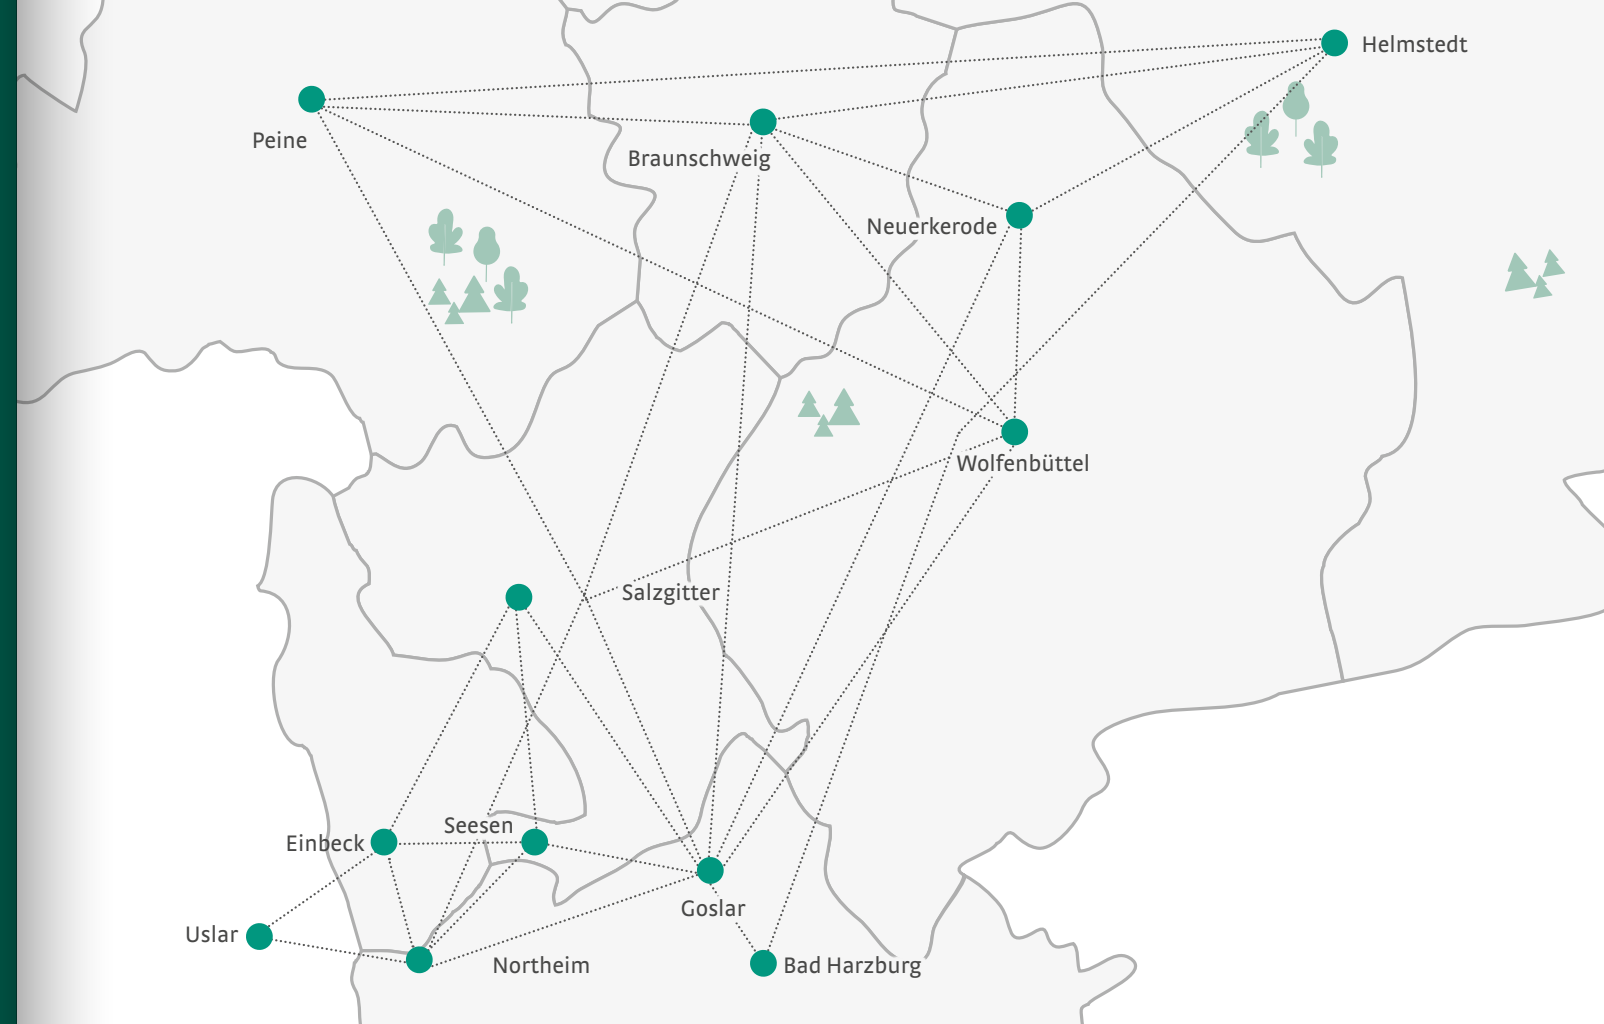 Helmstedt
Peine
Braunschweig
Neuerkerode
Wolfenbüttel
Salzgitter
Seesen
Einbeck
Goslar
Uslar
Northeim
Bad Harzburg